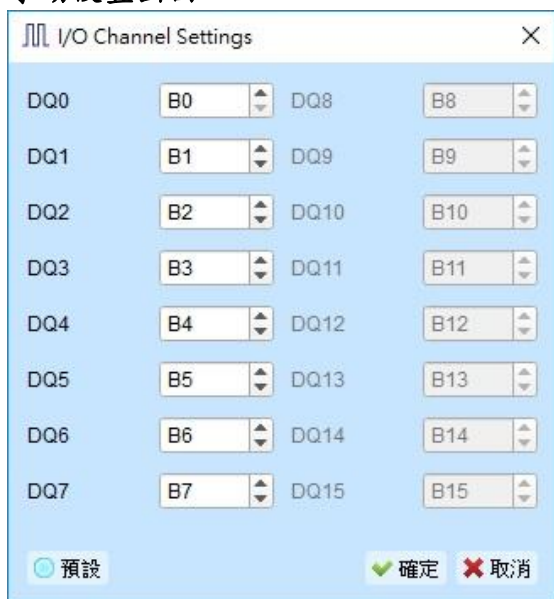 I/O Channel Settings
DQ0 B0 DQ8 B8
DQ1 B1 DQ9 B9
DQ2 B2 DQ10 B10
DQ3 B3 DQ11 B11
DQ4 B4 DQ12 B12
DQ5 B5 DQ13 B13
DQ6 B6 DQ14 B14
DQ7 B7 DQ15 B15
預設 確定 取消